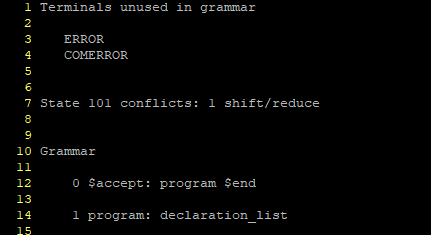 1 Terminals unused in grammar
2
3    ERROR
4    COMERROR
5
6
7 State 101 conflicts: 1 shift/reduce
8
9
10 Grammar
11
12     0 $accept: program $end
13
14     1 program: declaration_list
15